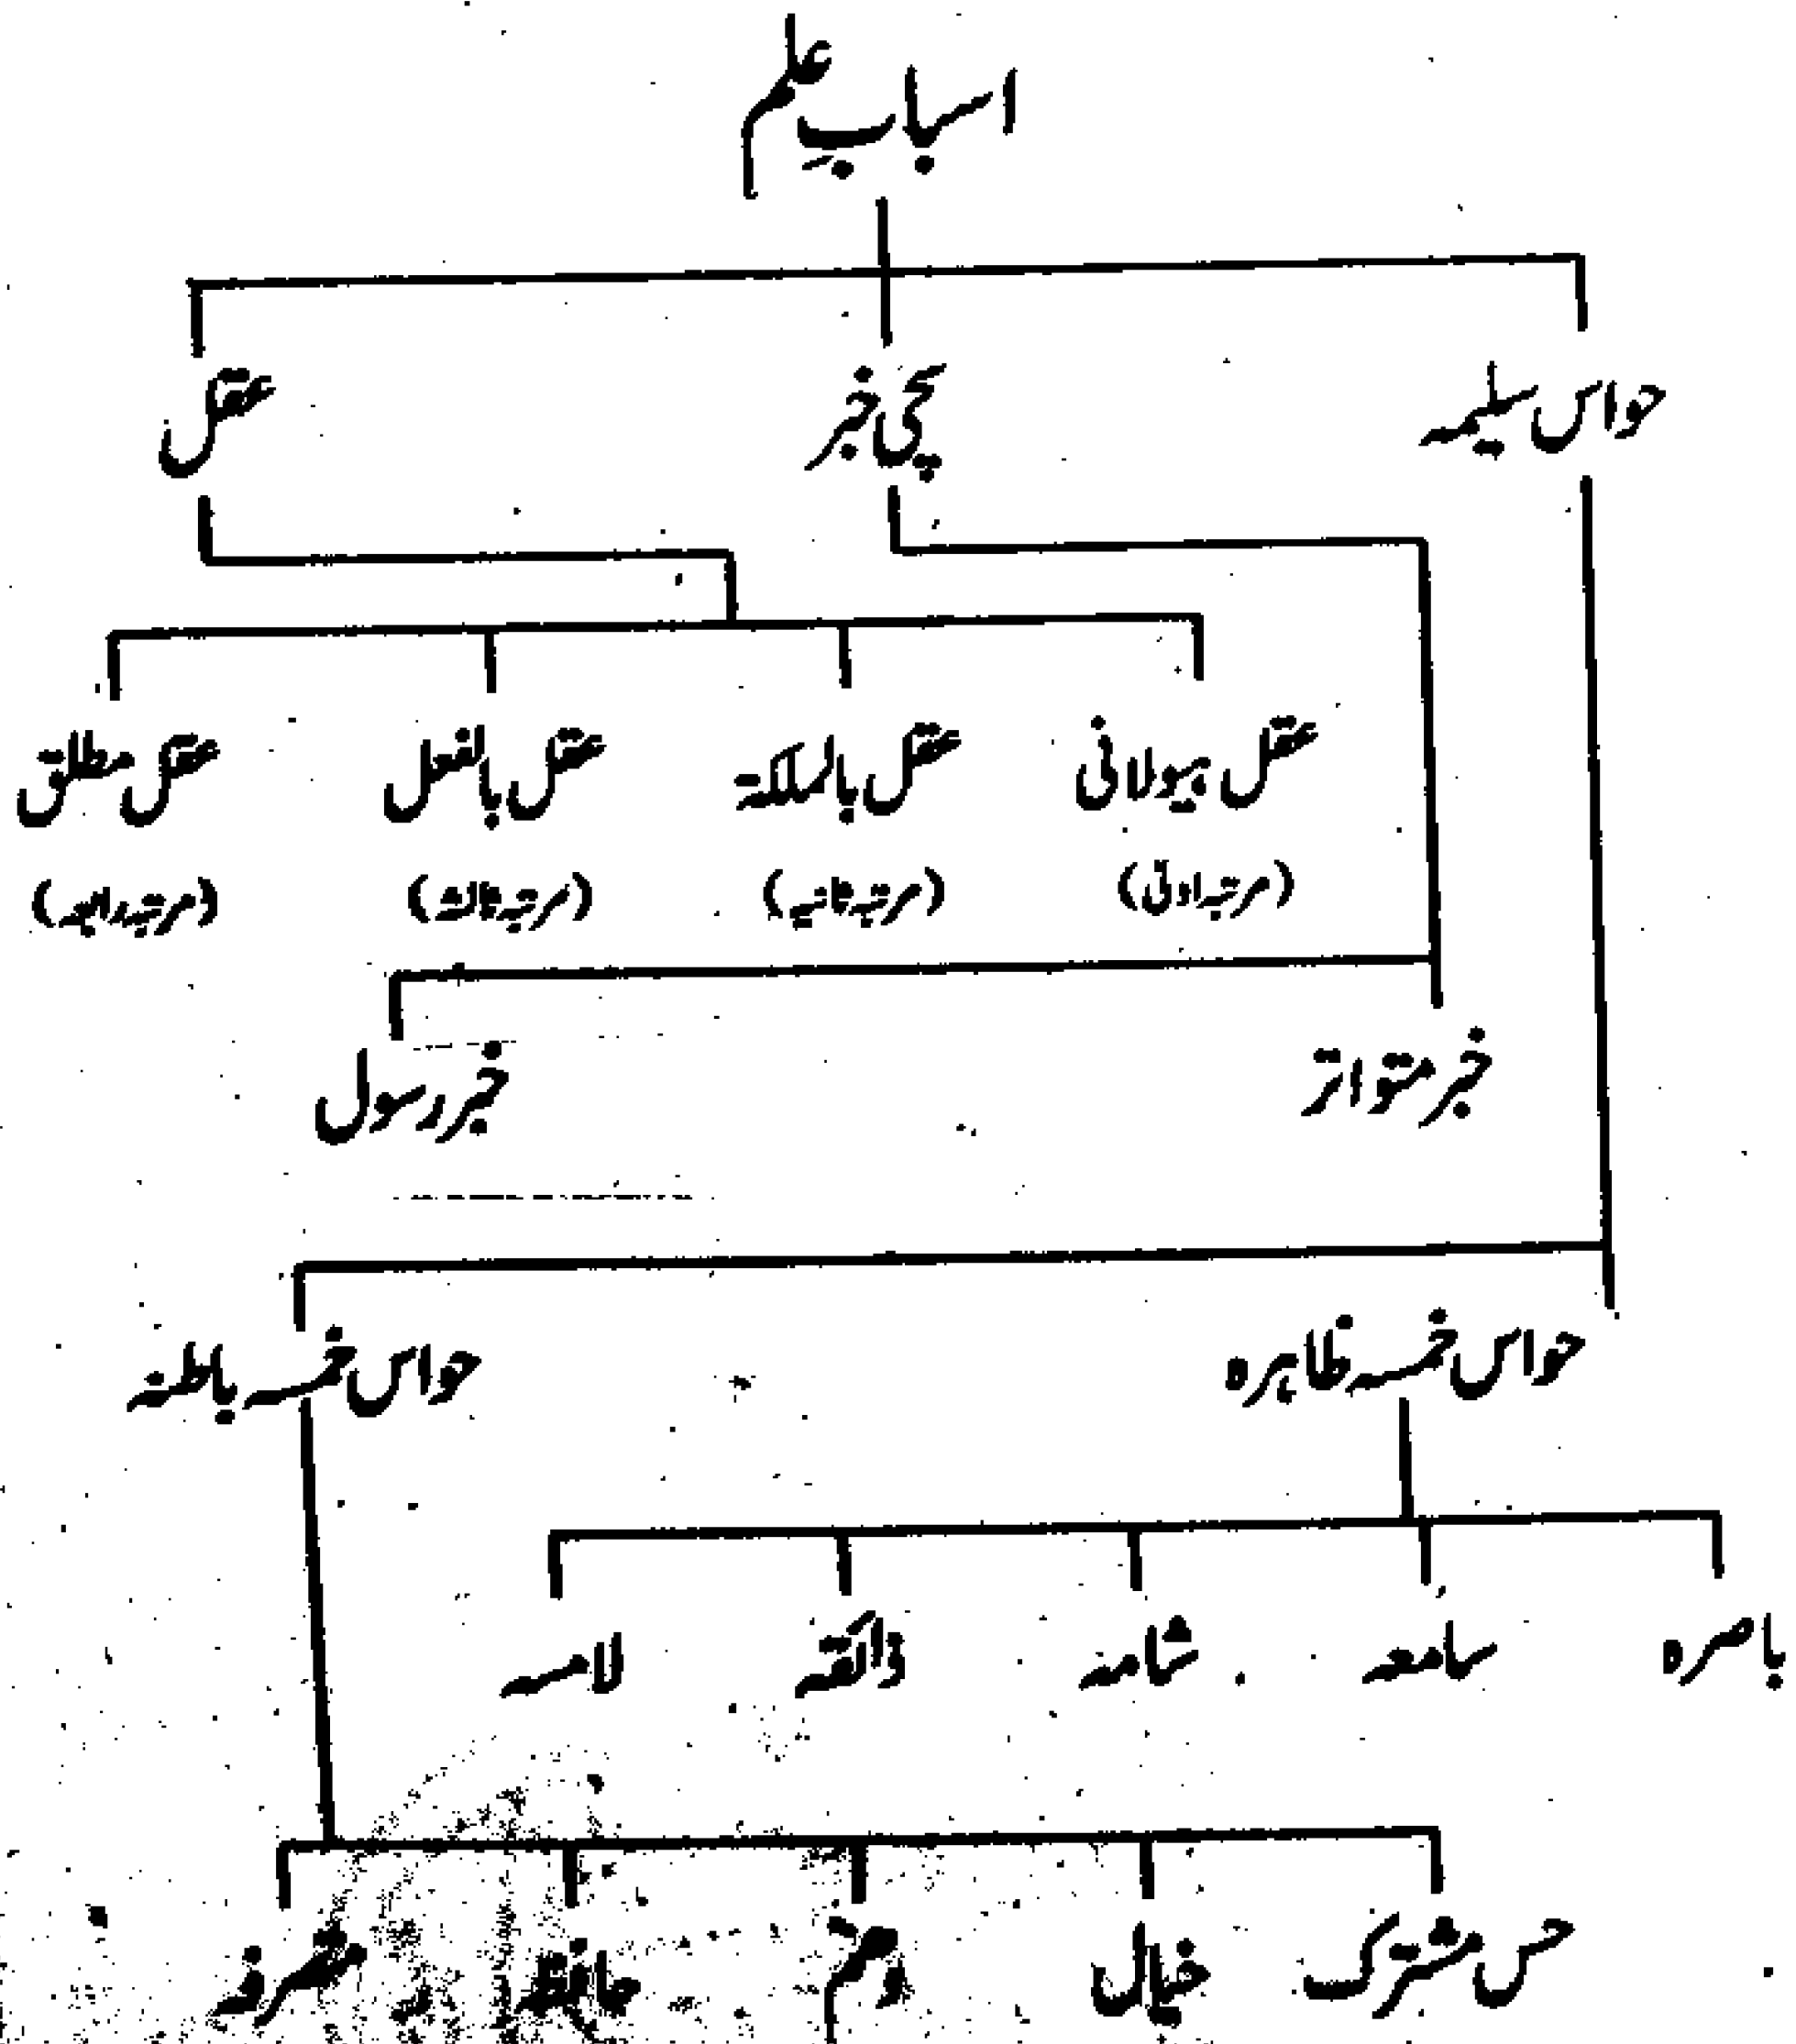 اسبابِ علم
حواس سلیمہ سچی خبر عقل
عقل ہیولانی عقل بالملکۃ عقل بالفعل عقل مطلق
(مرتبہ اولیٰ) (مرتبہ ثانیہ) (مرتبہ ثالثہ) (مرتبہ رابعہ)
خبر متواتر خبر رسول
حواس خمسہ ظاہرہ حواس خمسہ باطنہ
باصرہ سامعہ شامہ ذائقہ لامسہ
حس مشترک خیال وھم حافظہ متصرفہ